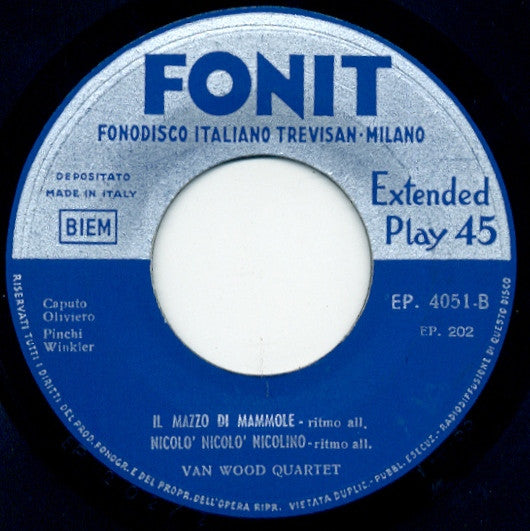 FONIT
FONODISCO ITALIANO TREVISAN · MILANO
DEPOSITATO
MADE IN ITALY
BIEM
Extended
Play 45
Caputo
Oliviero
Pinchi
Winkler
EP. 4051-B
EP. 202
IL MAZZO DI MAMMOLE - ritmo all.
NICOLO' NICOLO' NICOLINO - ritmo all.
VAN WOOD QUARTET
RISERVATI TUTTI I DIRITTI DEL PROD. FONOGR. E DEL PROPR. DELL'OPERA RIPR. VIETATA DUPLIC. - PUBBL. ESECUZ. - RADIODIFFUSIONE DI QUESTO DISCO